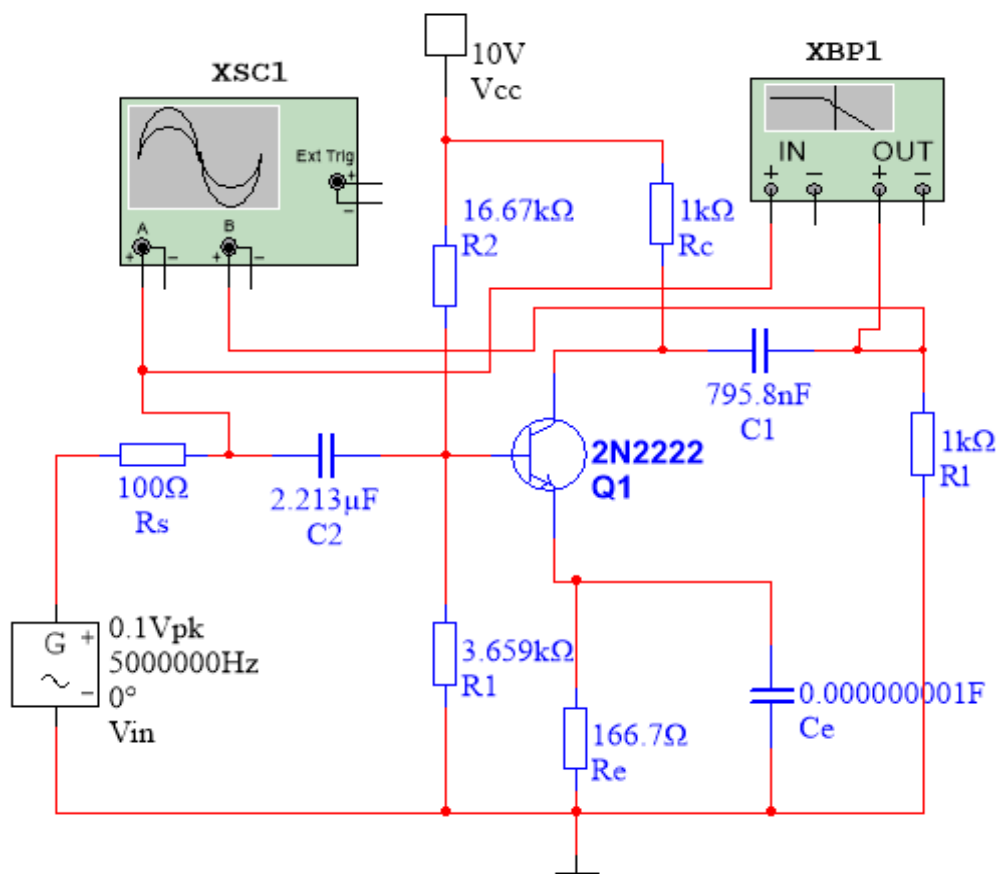 XSC1
Ext Trig
+
−
A
B
+
−
+
−
10V
Vcc
XBP1
IN
OUT
+
−
+
−
16.67kΩ
R2
1kΩ
Rc
795.8nF
C1
1kΩ
Rl
100Ω
Rs
2.213µF
C2
2N2222
Q1
G
+
−
0.1Vpk
5000000Hz
0°
Vin
3.659kΩ
R1
166.7Ω
Re
0.000000001F
Ce